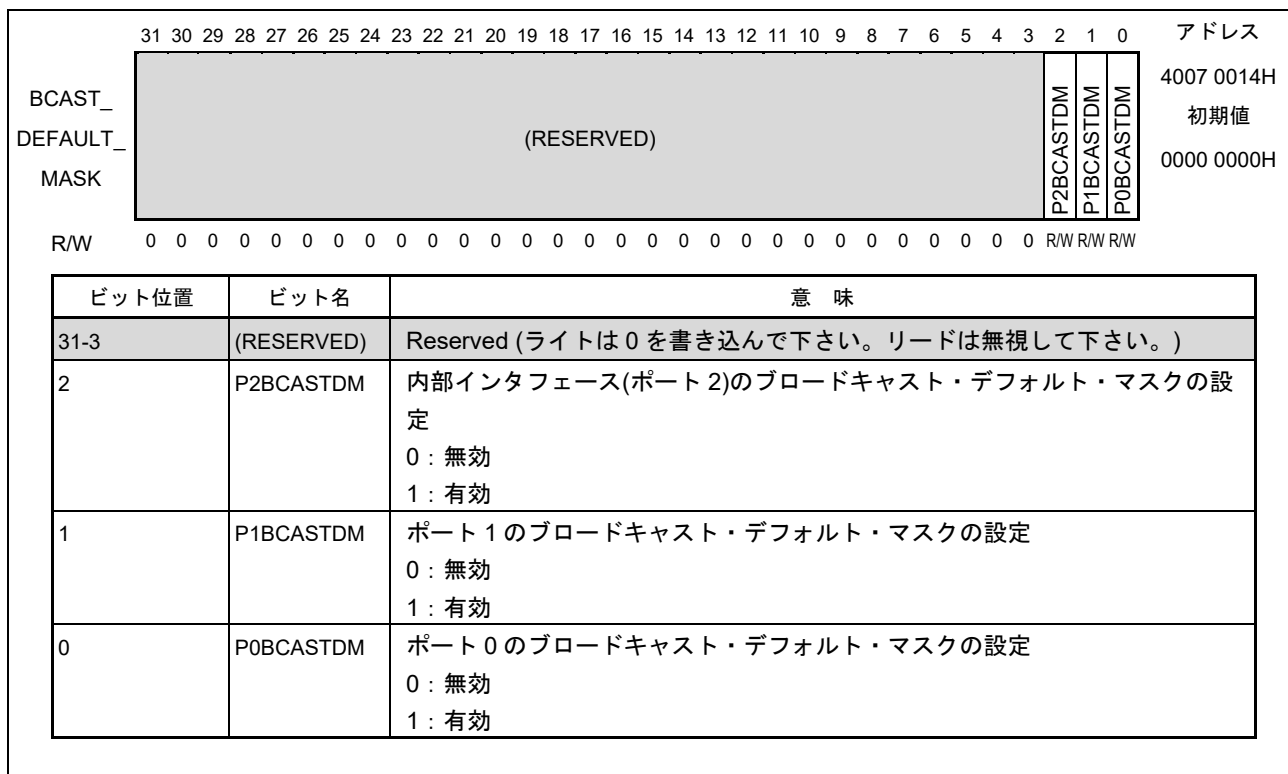 31 30 29 28 27 26 25 24 23 22 21 20 19 18 17 16 15 14 13 12 11 10 9 8 7 6 5 4 3 2 1 0 アドレス
BCAST_
DEFAULT_
MASK
(RESERVED)
P2BCASTDM
P1BCASTDM
P0BCASTDM
4007 0014H
初期値
0000 0000H
R/W 0 0 0 0 0 0 0 0 0 0 0 0 0 0 0 0 0 0 0 0 0 0 0 0 0 0 0 0 0 R/W R/W R/W
ビット位置 ビット名 意 味
31-3 (RESERVED) Reserved (ライトは 0 を書き込んで下さい。リードは無視して下さい。)
2 P2BCASTDM 内部インタフェース(ポート 2)のブロードキャスト・デフォルト・マスクの設
定
0：無効
1：有効
1 P1BCASTDM ポート 1 のブロードキャスト・デフォルト・マスクの設定
0：無効
1：有効
0 P0BCASTDM ポート 0 のブロードキャスト・デフォルト・マスクの設定
0：無効
1：有効